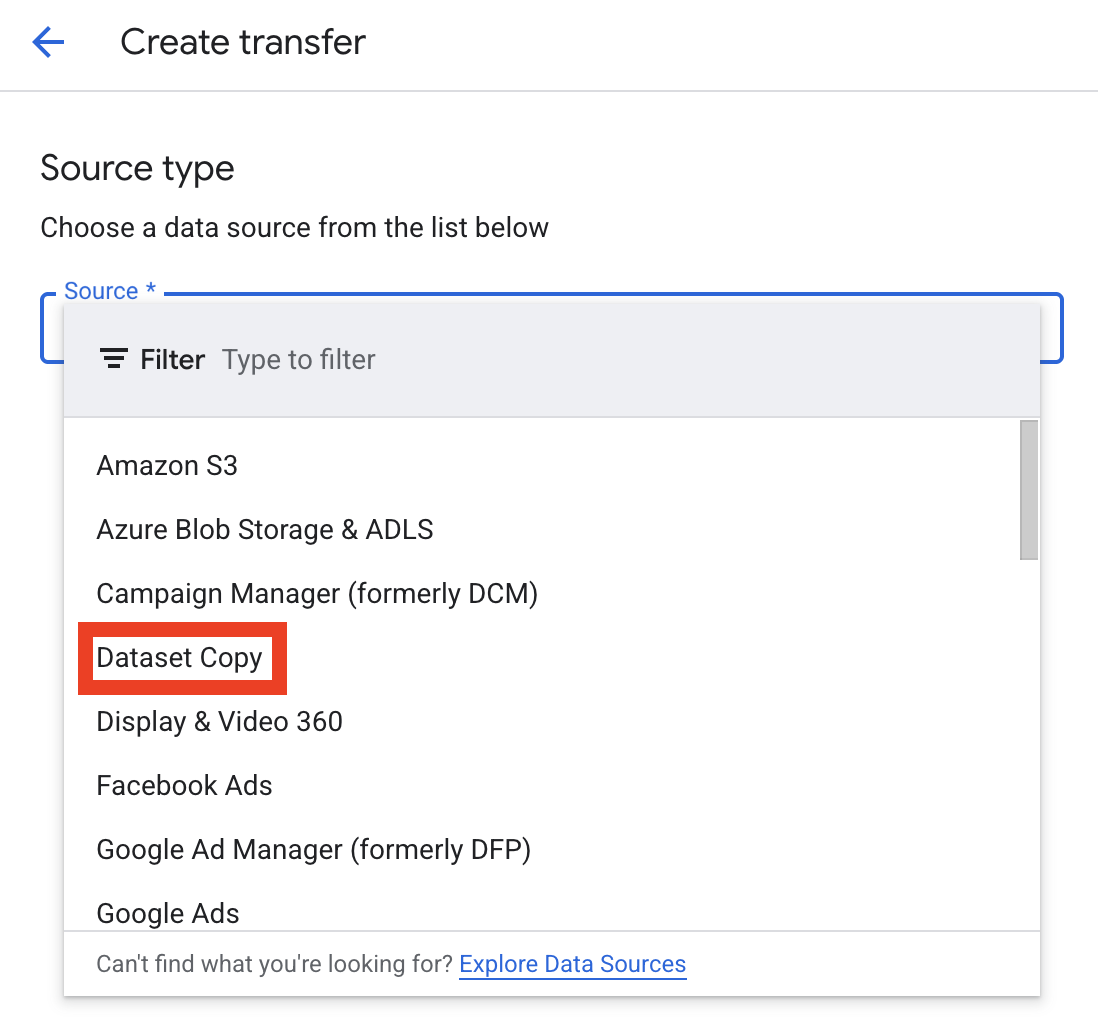 Create transfer
Source type
Choose a data source from the list below
Source *
Filter Type to filter
Amazon S3
Azure Blob Storage & ADLS
Campaign Manager (formerly DCM)
Dataset Copy
Display & Video 360
Facebook Ads
Google Ad Manager (formerly DFP)
Google Ads
Can't find what you're looking for? Explore Data Sources